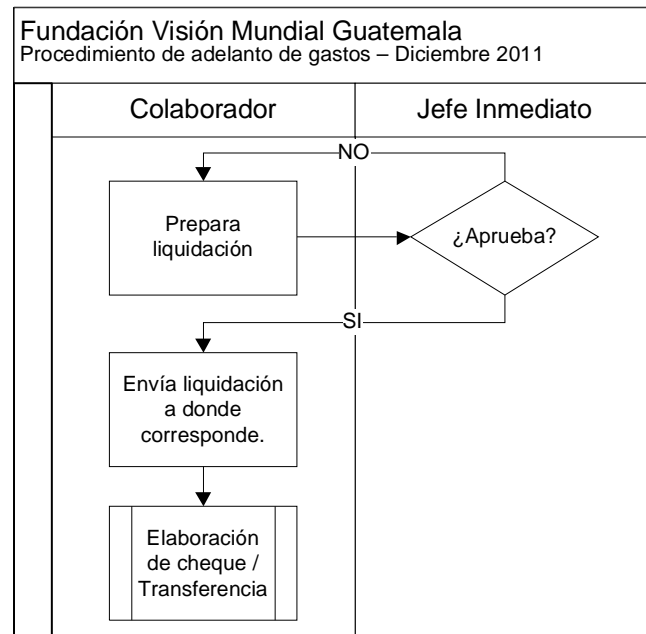 Fundación Visión Mundial Guatemala
Procedimiento de adelanto de gastos – Diciembre 2011
Colaborador
Jefe Inmediato
NO
Prepara
liquidación
¿Aprueba?
SI
Envía liquidación
a donde
corresponde.
Elaboración
de cheque /
Transferencia